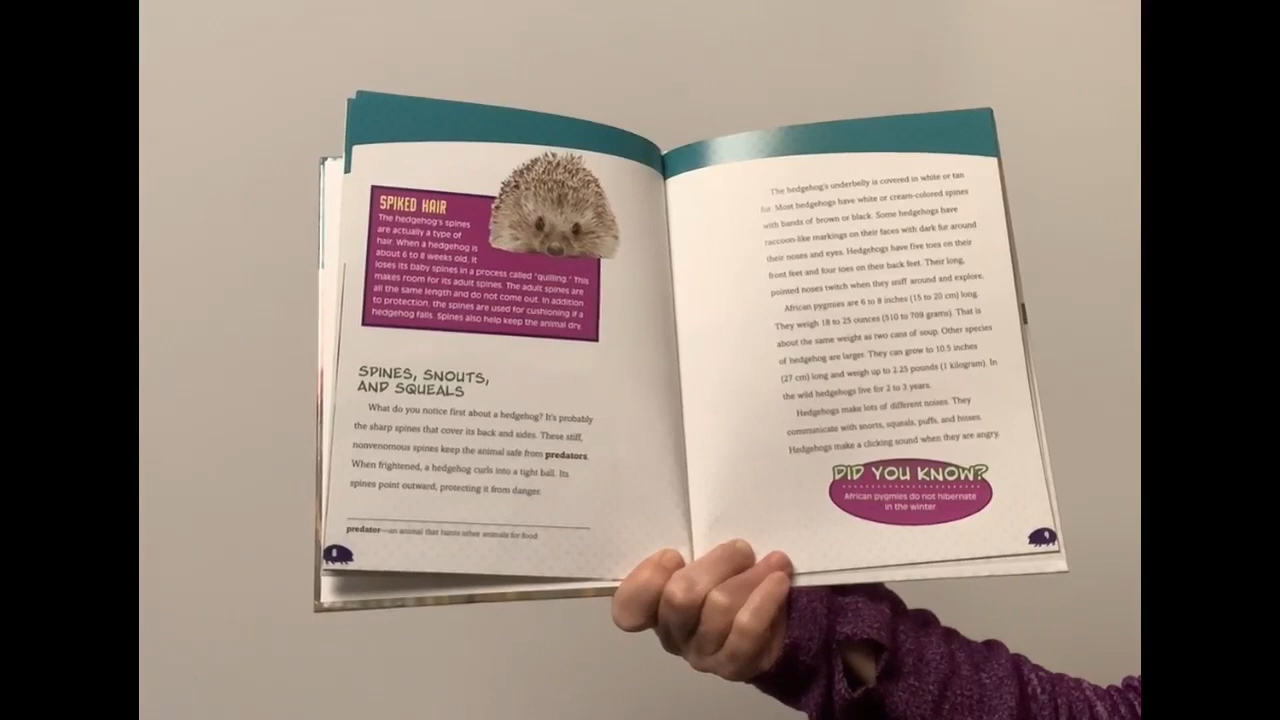 SPIKED HAIR
The hedgehog's spines
are actually a type of
hair. When a hedgehog is
about 6 to 8 weeks old, it
loses its baby spines in a process called "quilling." This
makes room for its adult spines. The adult spines are
all the same length and do not come out. In addition
to protection, the spines are used for cushioning if a
hedgehog falls. Spines also help keep the animal dry.
SPINES, SNOUTS,
AND SQUEALS
What do you notice first about a hedgehog? It's probably
the sharp spines that cover its back and sides. These stiff,
nonvenomous spines keep the animal safe from predators.
When frightened, a hedgehog curls into a tight ball. Its
spines point outward, protecting it from danger.
predator—an animal that hunts other animals for food
8
The hedgehog's underbelly is covered in white or tan
fur. Most hedgehogs have white or cream-colored spines
with bands of brown or black. Some hedgehogs have
raccoon-like markings on their faces with dark fur around
their noses and eyes. Hedgehogs have five toes on their
front feet and four toes on their back feet. Their long,
pointed noses twitch when they sniff around and explore.
African pygmies are 6 to 8 inches (15 to 20 cm) long.
They weigh 18 to 25 ounces (510 to 709 grams). That is
about the same weight as two cans of soup. Other species
of hedgehog are larger. They can grow to 10.5 inches
(27 cm) long and weigh up to 2.25 pounds (1 kilogram). In
the wild hedgehogs live for 2 to 3 years.
Hedgehogs make lots of different noises. They
communicate with snorts, squeals, puffs, and hisses.
Hedgehogs make a clicking sound when they are angry.
DID YOU KNOW?
African pygmies do not hibernate
in the winter
9